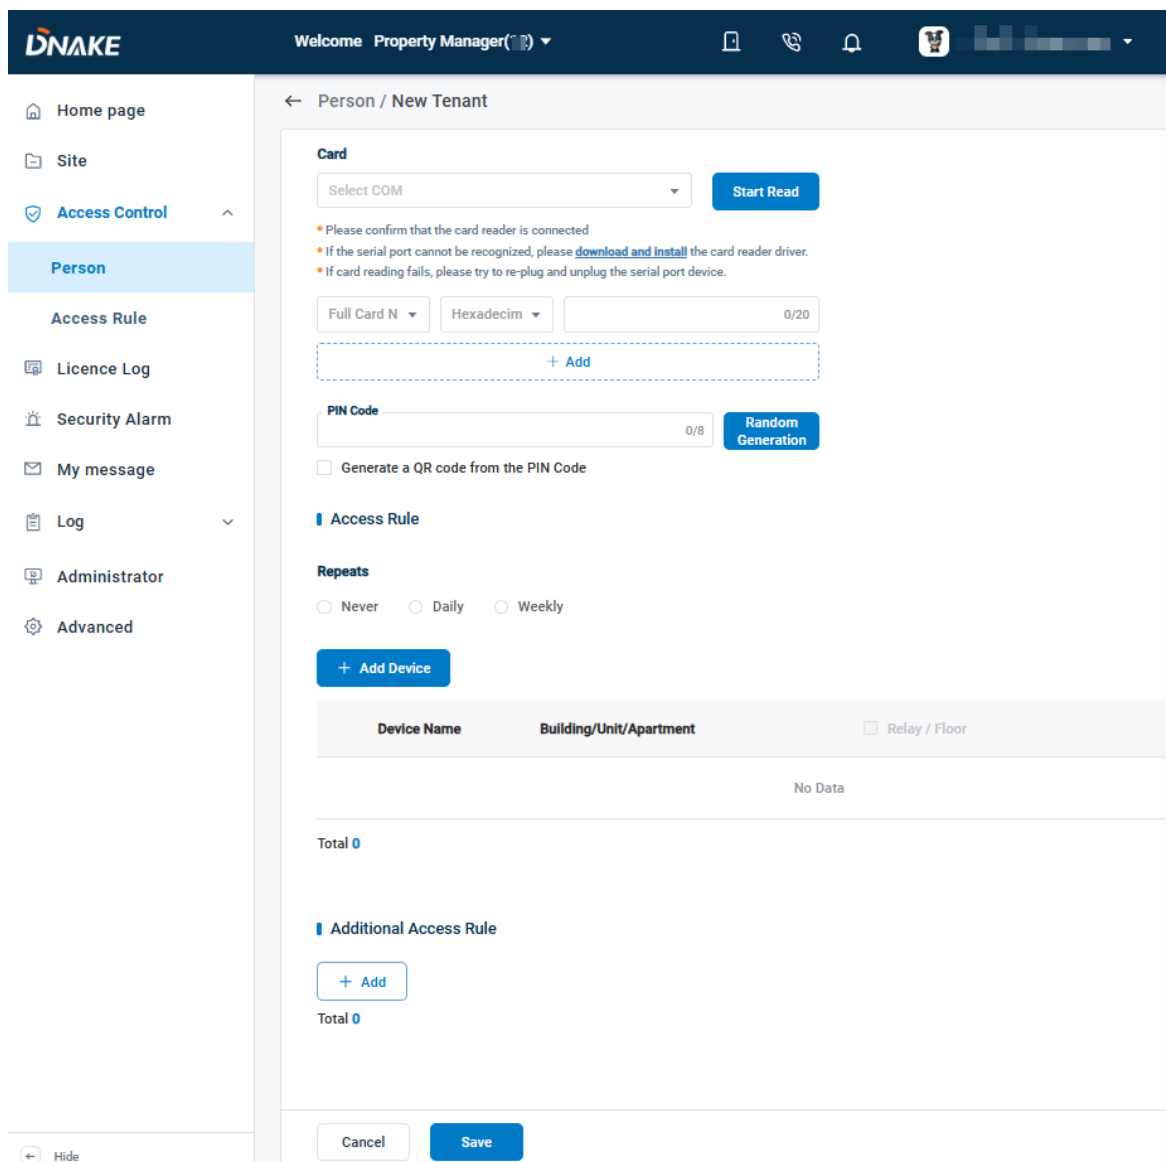 DNAKE
Welcome Property Manager(
Home page
Site
Access Control
Person
Access Rule
Licence Log
Security Alarm
My message
Log
Administrator
Advanced
Hide
Person / New Tenant
Card
Select COM
Start Read
* Please confirm that the card reader is connected
* If the serial port cannot be recognized, please download and install the card reader driver.
* If card reading fails, please try to re-plug and unplug the serial port device.
Full Card N
Hexadecim
0/20
+ Add
PIN Code
0/8
Random
Generation
Generate a QR code from the PIN Code
Access Rule
Repeats
Never Daily Weekly
+ Add Device
Device Name Building/Unit/Apartment Relay / Floor
No Data
Total 0
Additional Access Rule
+ Add
Total 0
Cancel Save